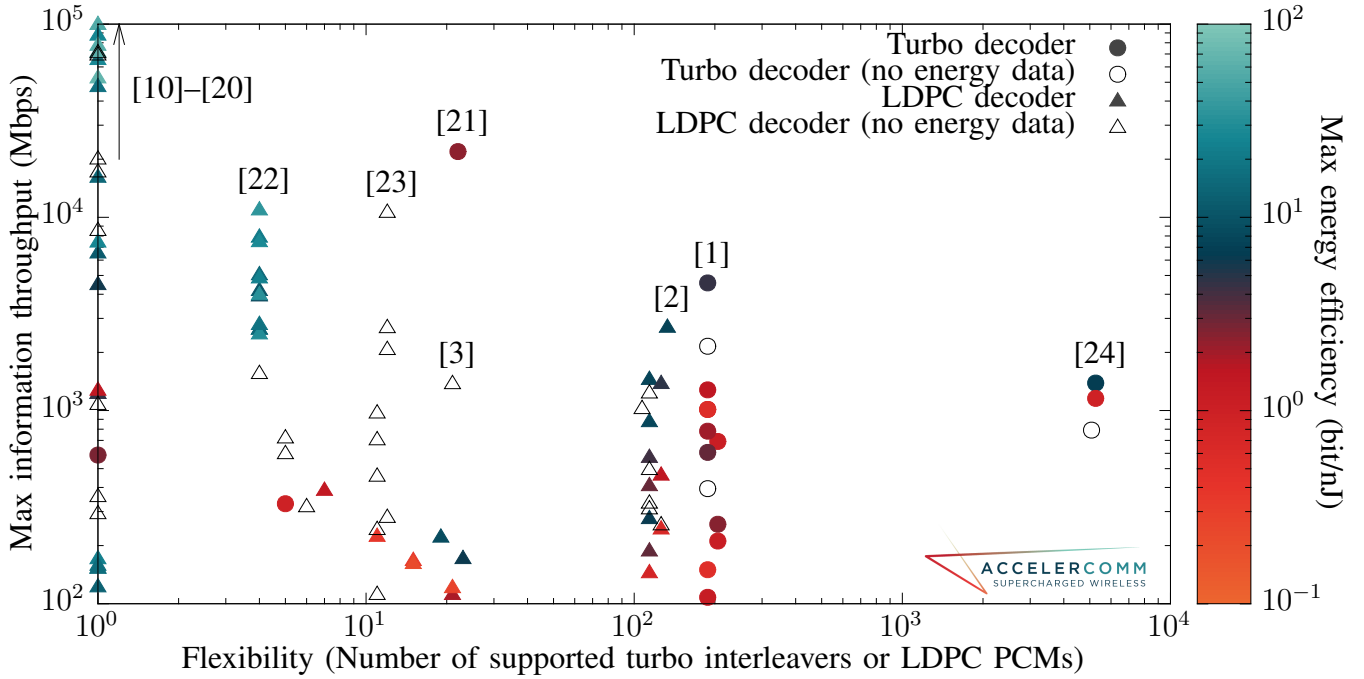 10^5
10^4
10^3
10^2
Max information throughput (Mbps)
[10]–[20]
[21]
[22]
[23]
[3]
[2]
[1]
[24]
Turbo decoder
Turbo decoder (no energy data)
LDPC decoder
LDPC decoder (no energy data)
ACCELERCOMM
SUPERCHARGED WIRELESS
10^0
10^1
10^2
10^3
10^4
Flexibility (Number of supported turbo interleavers or LDPC PCMs)
10^2
10^1
10^0
10^−1
Max energy efficiency (bit/nJ)